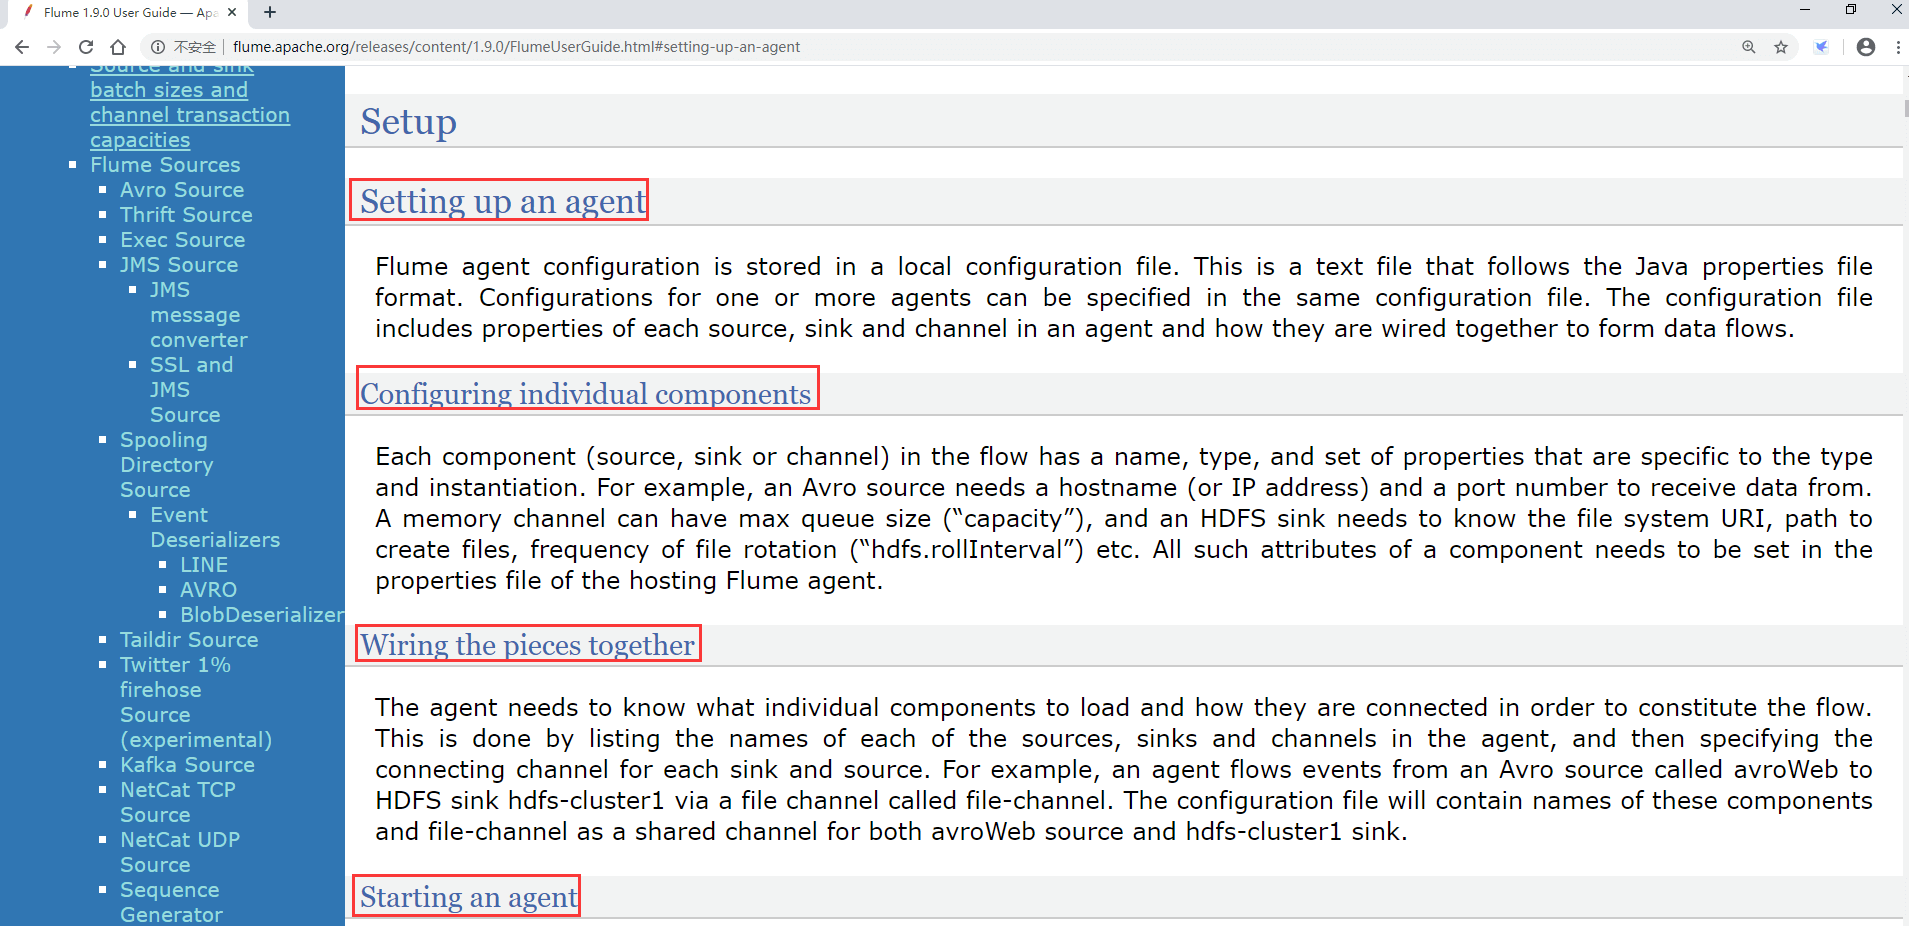 Flume 1.9.0 User Guide — Apa
不安全
flume.apache.org/releases/content/1.9.0/FlumeUserGuide.html#setting-up-an-agent
Source and sink
batch sizes and
channel transaction
capacities
Flume Sources
Avro Source
Thrift Source
Exec Source
JMS Source
JMS
message
converter
SSL and
JMS
Source
Spooling
Directory
Source
Event
Deserializers
LINE
AVRO
BlobDeserializer
Taildir Source
Twitter 1%
firehose
Source
(experimental)
Kafka Source
NetCat TCP
Source
NetCat UDP
Source
Sequence
Generator
Setup
Setting up an agent
Flume agent configuration is stored in a local configuration file. This is a text file that follows the Java properties file
format. Configurations for one or more agents can be specified in the same configuration file. The configuration file
includes properties of each source, sink and channel in an agent and how they are wired together to form data flows.
Configuring individual components
Each component (source, sink or channel) in the flow has a name, type, and set of properties that are specific to the type
and instantiation. For example, an Avro source needs a hostname (or IP address) and a port number to receive data from.
A memory channel can have max queue size (“capacity”), and an HDFS sink needs to know the file system URI, path to
create files, frequency of file rotation (“hdfs.rollInterval”) etc. All such attributes of a component needs to be set in the
properties file of the hosting Flume agent.
Wiring the pieces together
The agent needs to know what individual components to load and how they are connected in order to constitute the flow.
This is done by listing the names of each of the sources, sinks and channels in the agent, and then specifying the
connecting channel for each sink and source. For example, an agent flows events from an Avro source called avroWeb to
HDFS sink hdfs-cluster1 via a file channel called file-channel. The configuration file will contain names of these components
and file-channel as a shared channel for both avroWeb source and hdfs-cluster1 sink.
Starting an agent